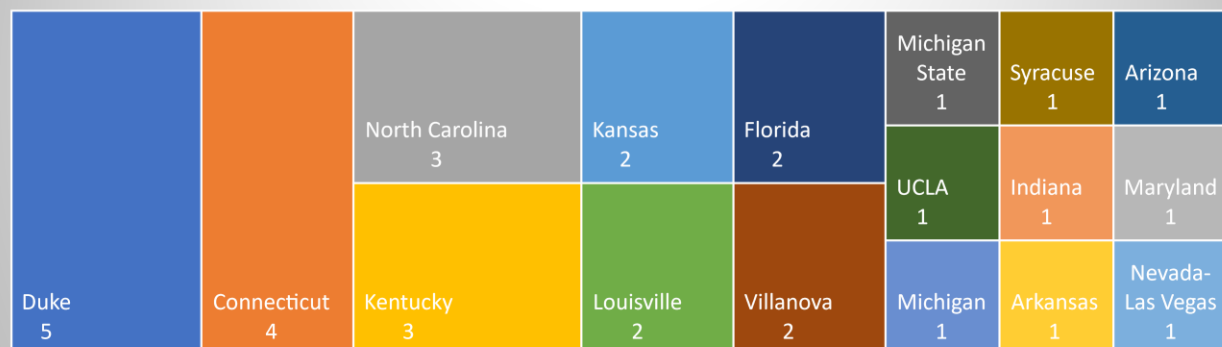 Duke
5
Connecticut
4
North Carolina
3
Kentucky
3
Kansas
2
Louisville
2
Florida
2
Villanova
2
Michigan
State
1
Syracuse
1
Arizona
1
UCLA
1
Indiana
1
Maryland
1
Michigan
1
Arkansas
1
Nevada-
Las Vegas
1